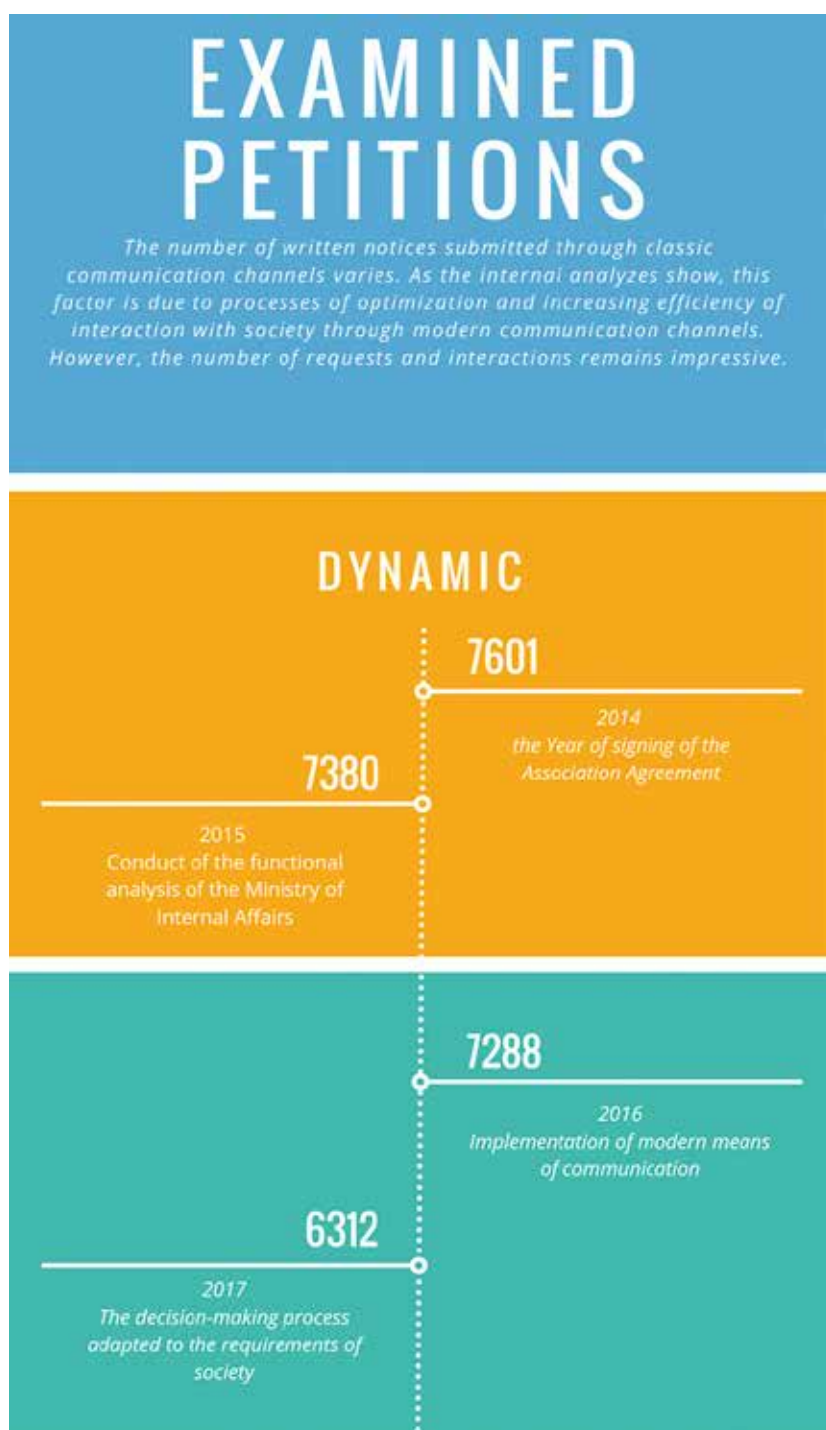 EXAMINED
PETITIONS
The number of written notices submitted through classic
communication channels varies. As the internal analyzes show, this
factor is due to processes of optimization and increasing efficiency of
interaction with society through modern communication channels.
However, the number of requests and interactions remains impressive.
DYNAMIC
7601
2014
the Year of signing of the
Association Agreement
7380
2015
Conduct of the functional
analysis of the Ministry of
Internal Affairs
7288
2016
Implementation of modern means
of communication
6312
2017
The decision-making process
adapted to the requirements of
society